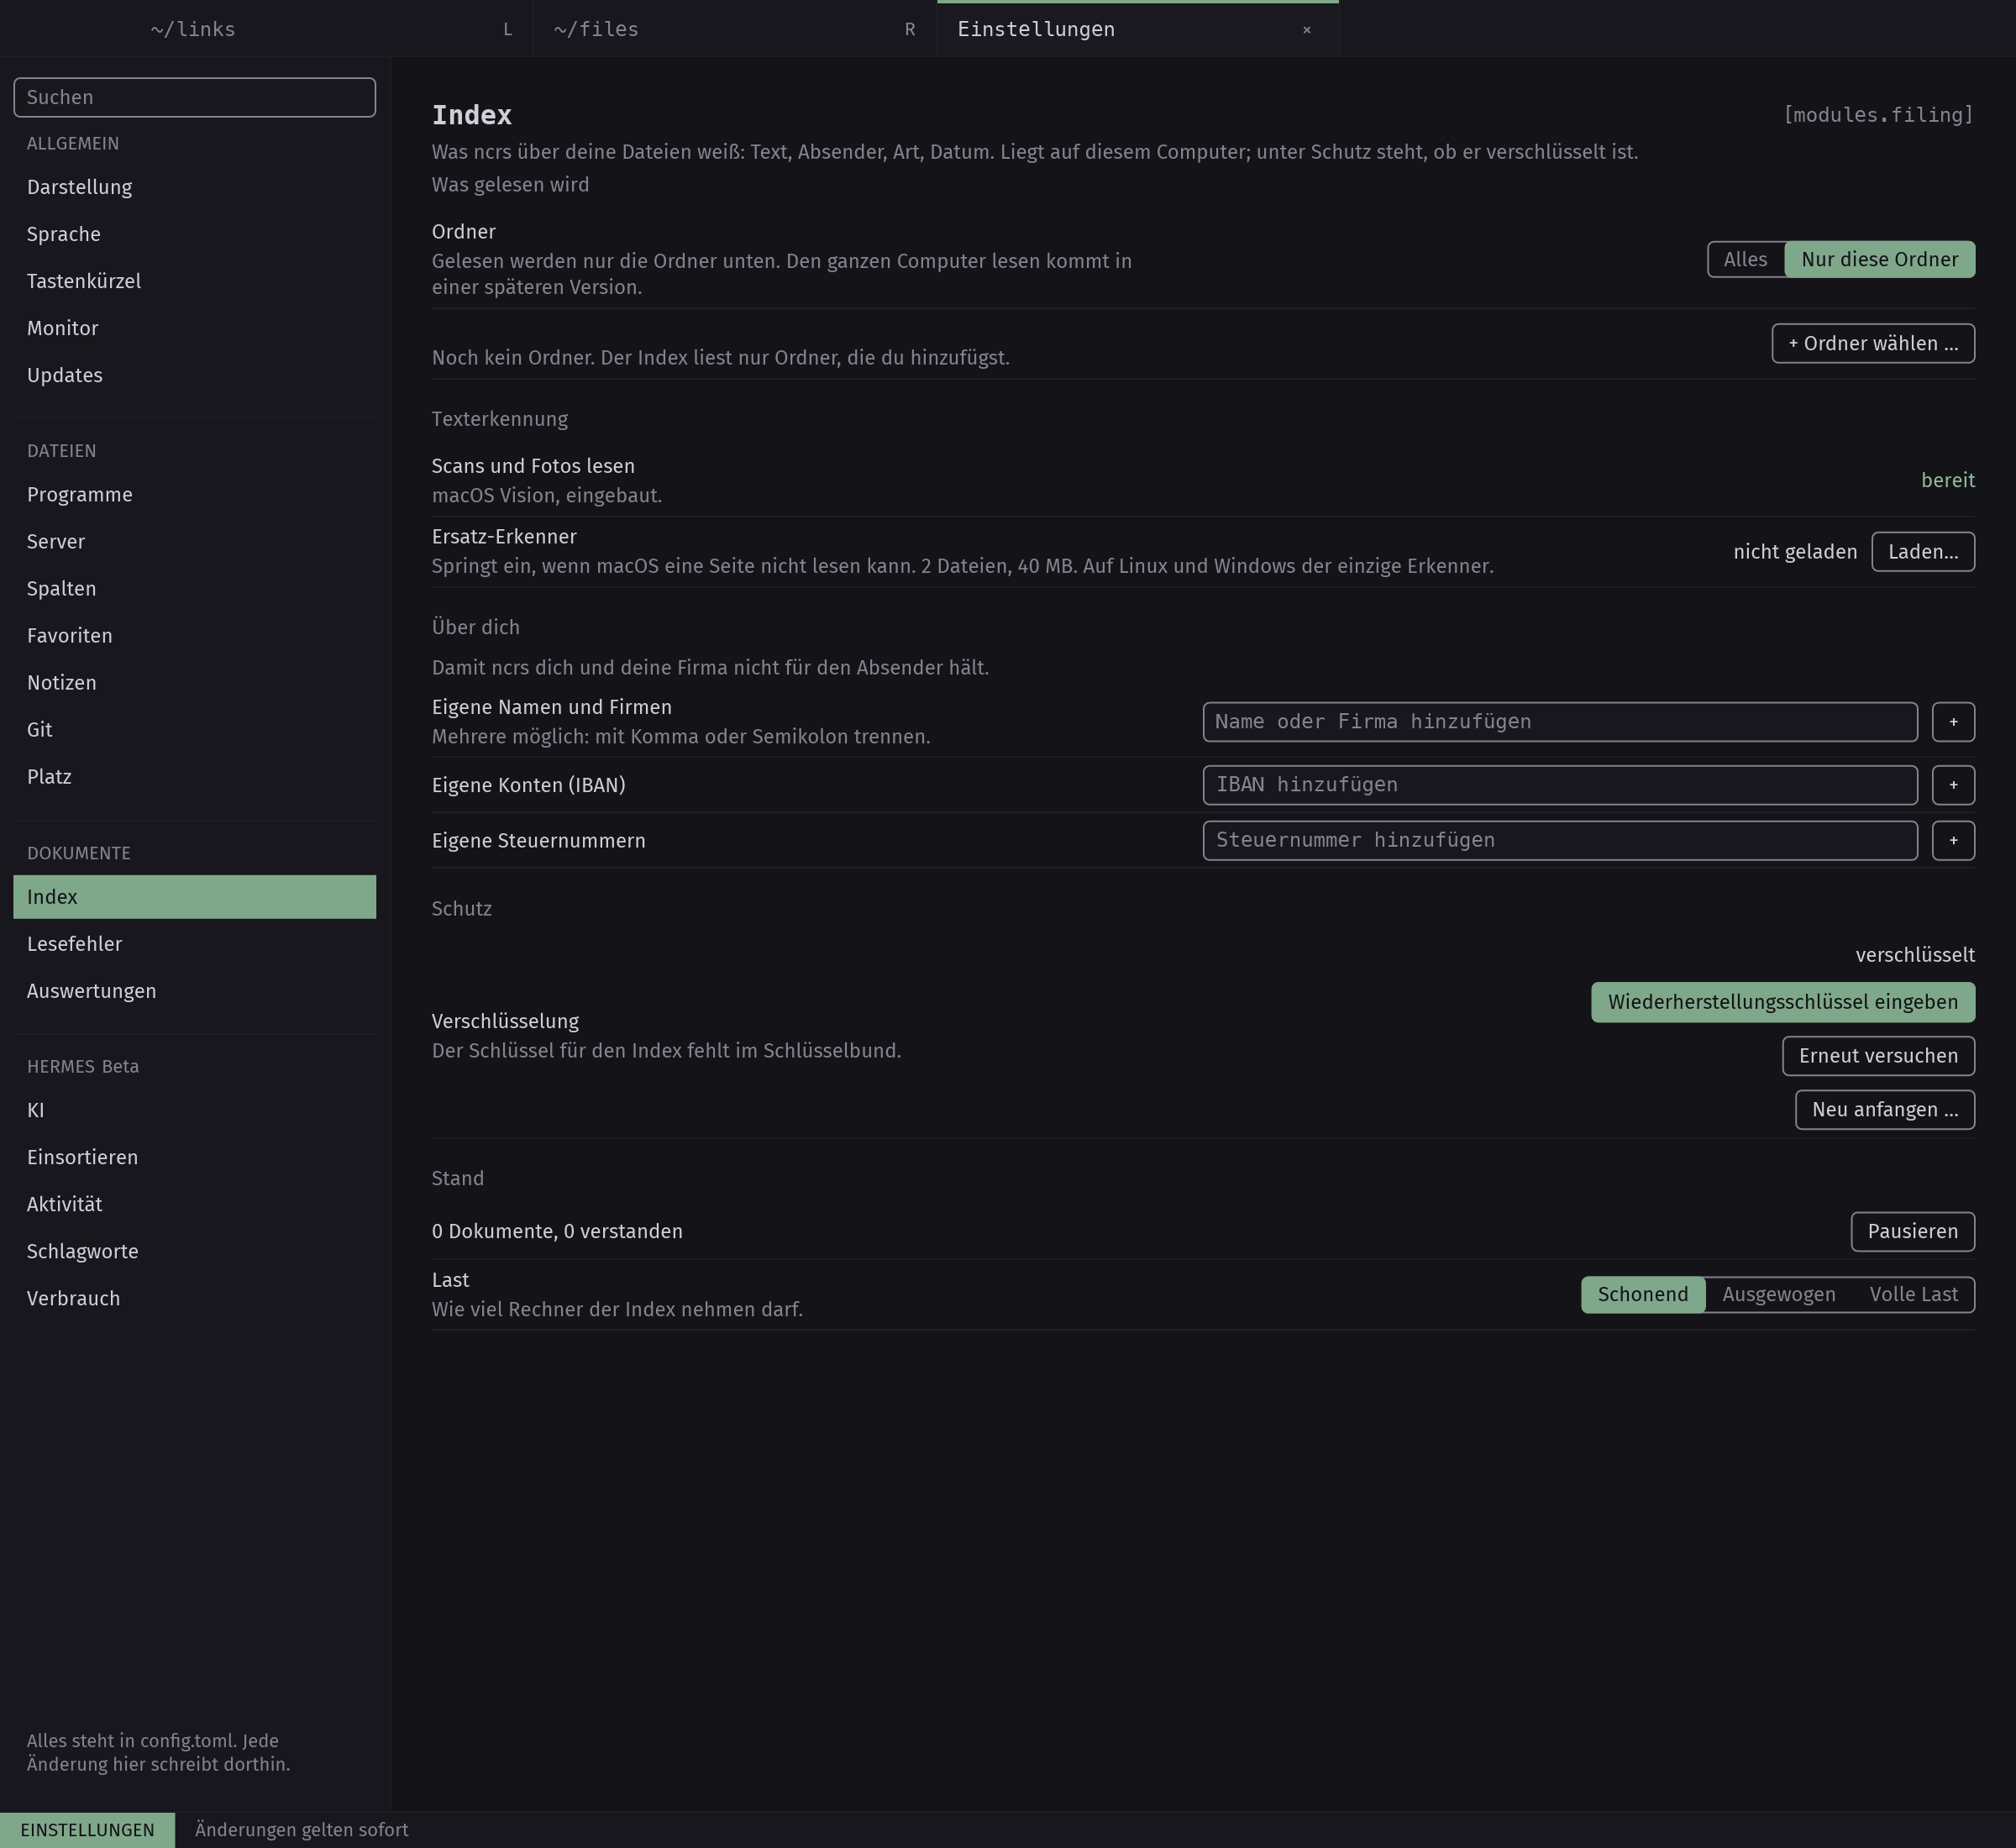 ~/links L ~/files R Einstellungen ×
Suchen
ALLGEMEIN
Darstellung
Sprache
Tastenkürzel
Monitor
Updates
DATEIEN
Programme
Server
Spalten
Favoriten
Notizen
Git
Platz
DOKUMENTE
Index
Lesefehler
Auswertungen
HERMES Beta
KI
Einsortieren
Aktivität
Schlagworte
Verbrauch
Alles steht in config.toml. Jede
Änderung hier schreibt dorthin.
Index [modules.filing]
Was ncrs über deine Dateien weiß: Text, Absender, Art, Datum. Liegt auf diesem Computer; unter Schutz steht, ob er verschlüsselt ist.
Was gelesen wird
Ordner
Gelesen werden nur die Ordner unten. Den ganzen Computer lesen kommt in
einer späteren Version.
Alles Nur diese Ordner
Noch kein Ordner. Der Index liest nur Ordner, die du hinzufügst.
+ Ordner wählen ...
Texterkennung
Scans und Fotos lesen
macOS Vision, eingebaut.
bereit
Ersatz-Erkenner
Springt ein, wenn macOS eine Seite nicht lesen kann. 2 Dateien, 40 MB. Auf Linux und Windows der einzige Erkenner.
nicht geladen Laden...
Über dich
Damit ncrs dich und deine Firma nicht für den Absender hält.
Eigene Namen und Firmen
Mehrere möglich: mit Komma oder Semikolon trennen.
Name oder Firma hinzufügen +
Eigene Konten (IBAN) IBAN hinzufügen +
Eigene Steuernummern Steuernummer hinzufügen +
Schutz
Verschlüsselung
Der Schlüssel für den Index fehlt im Schlüsselbund.
verschlüsselt
Wiederherstellungsschlüssel eingeben
Erneut versuchen
Neu anfangen ...
Stand
0 Dokumente, 0 verstanden Pausieren
Last
Wie viel Rechner der Index nehmen darf.
Schonend Ausgewogen Volle Last
EINSTELLUNGEN Änderungen gelten sofort